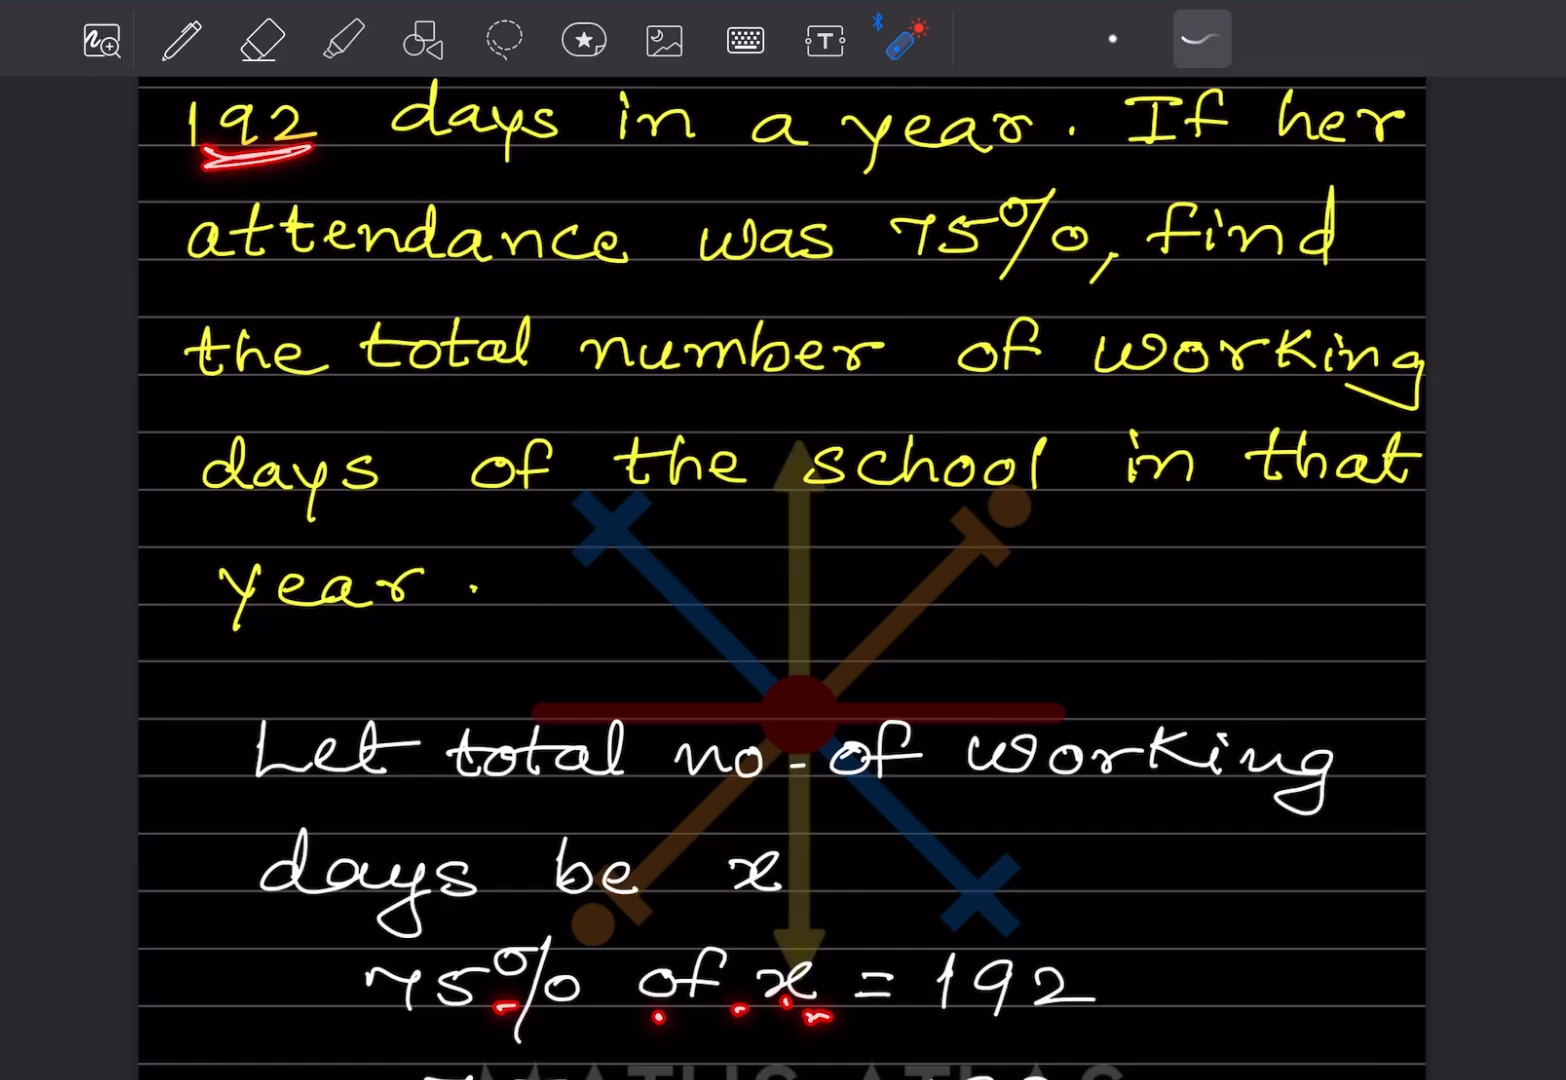 192 days in a year. If her
attendance was 75%, find
the total number of working
days of the school in that
year.
Let total no. of working
days be x
75% of x = 192